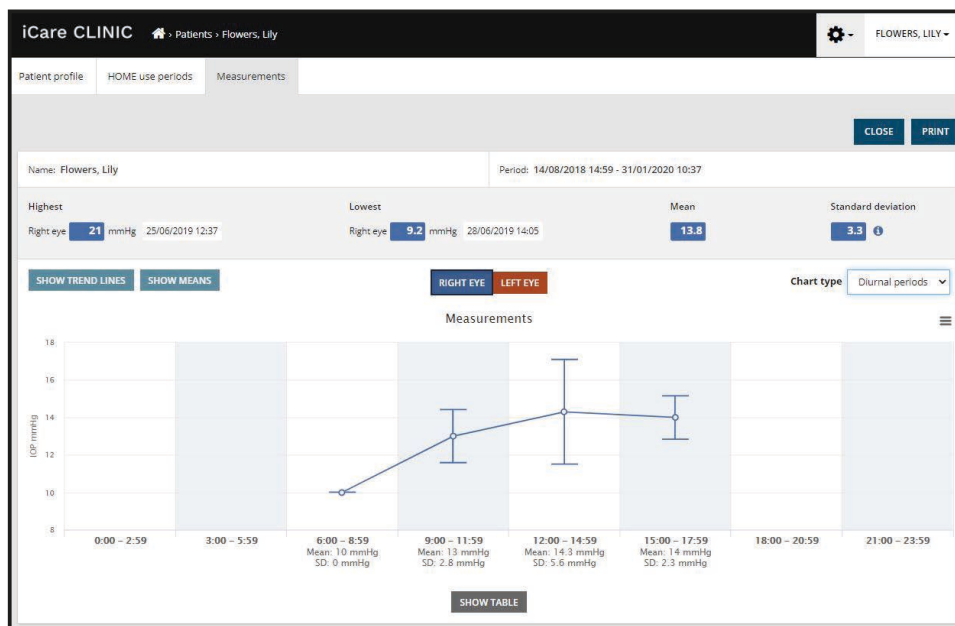 iCare CLINIC › Patients › Flowers, Lily FLOWERS, LILY
Patient profile HOME use periods Measurements
CLOSE PRINT
Name: Flowers, Lily Period: 14/08/2018 14:59 - 31/01/2020 10:37
Highest Lowest Mean Standard deviation
Right eye 21 mmHg 25/06/2019 12:37 Right eye 9.2 mmHg 28/06/2019 14:05 13.8 3.3 i
SHOW TREND LINES SHOW MEANS RIGHT EYE LEFT EYE Chart type Diurnal periods
Measurements
18
16
14
12
10
8
IOP mmHg
0:00 – 2:59 3:00 – 5:59 6:00 – 8:59 9:00 – 11:59 12:00 – 14:59 15:00 – 17:59 18:00 – 20:59 21:00 – 23:59
Mean: 10 mmHg Mean: 13 mmHg Mean: 14.3 mmHg Mean: 14 mmHg
SD: 0 mmHg SD: 2.8 mmHg SD: 5.6 mmHg SD: 2.3 mmHg
SHOW TABLE